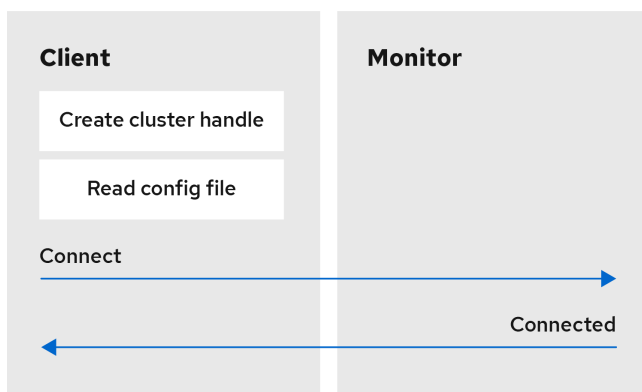 Client
Monitor
Create cluster handle
Read config file
Connect
Connected